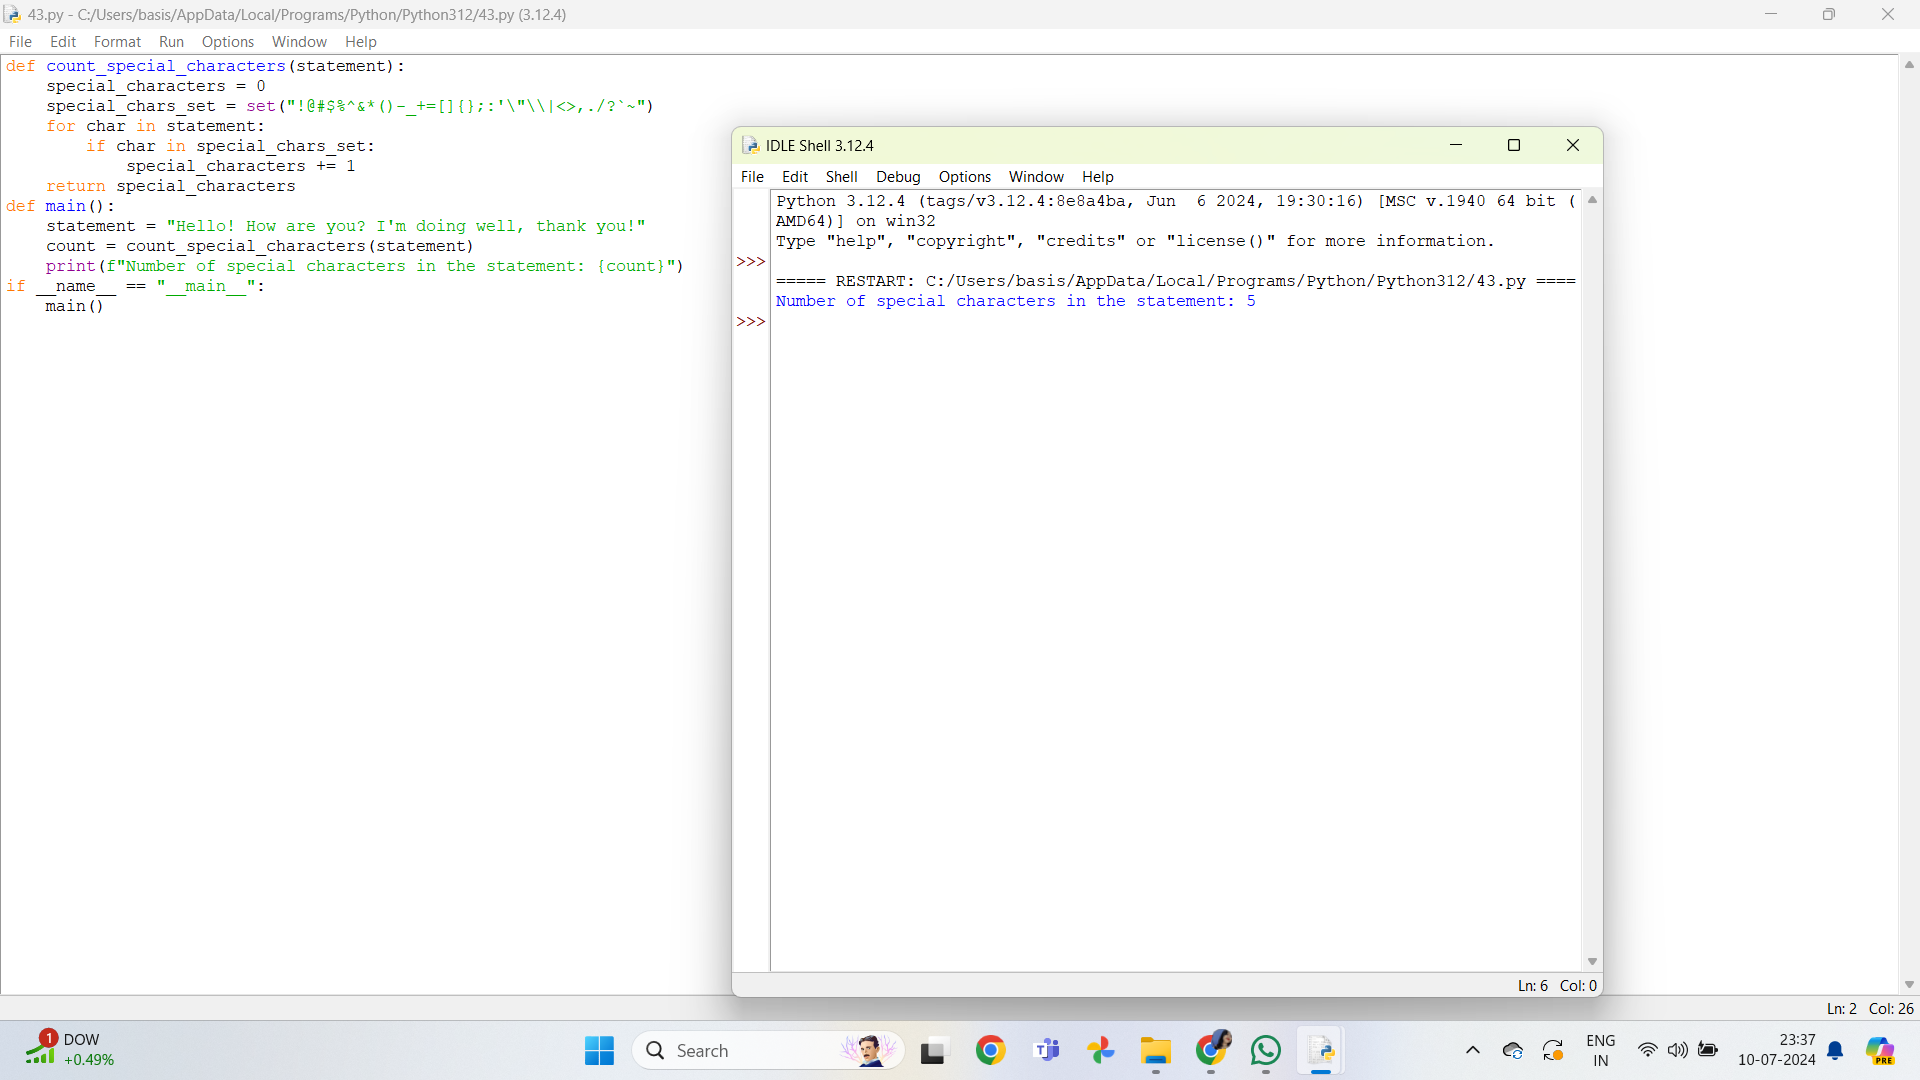 43.py - C:/Users/basis/AppData/Local/Programs/Python/Python312/43.py (3.12.4)
File Edit Format Run Options Window Help
def count_special_characters(statement):
    special_characters = 0
    special_chars_set = set("!@#$%^&*()-_+=[]{};:'\"\\|<>,./?`~")
    for char in statement:
        if char in special_chars_set:
            special_characters += 1
    return special_characters
def main():
    statement = "Hello! How are you? I'm doing well, thank you!"
    count = count_special_characters(statement)
    print(f"Number of special characters in the statement: {count}")
if __name__ == "__main__":
    main()
IDLE Shell 3.12.4
File Edit Shell Debug Options Window Help
Python 3.12.4 (tags/v3.12.4:8e8a4ba, Jun  6 2024, 19:30:16) [MSC v.1940 64 bit (
AMD64)] on win32
Type "help", "copyright", "credits" or "license()" for more information.
>>>
===== RESTART: C:/Users/basis/AppData/Local/Programs/Python/Python312/43.py ====
Number of special characters in the statement: 5
>>>
Ln: 6 Col: 0
Ln: 2 Col: 26
1
DOW
+0.49%
Search
ENG
IN
23:37
10-07-2024
PRE